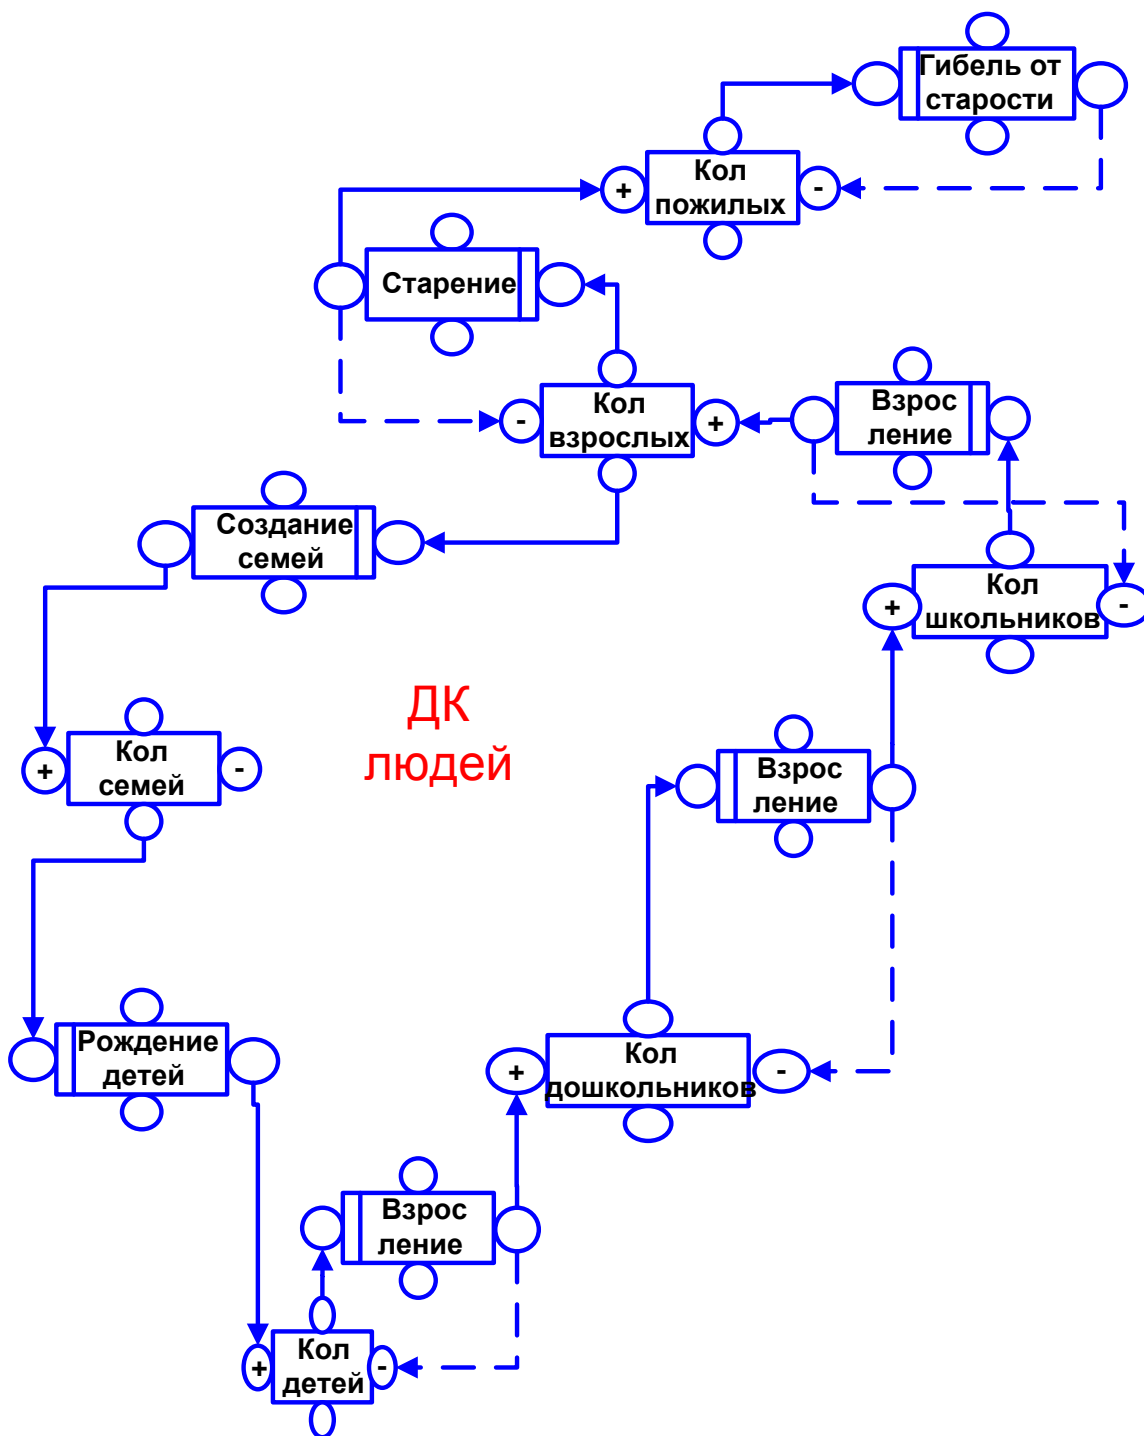 Гибель от
старости
Кол
пожилых
+
-
Старение
Кол
взрослых
-
+
Взрос
ление
Создание
семей
Кол
школьников
+
-
ДК
людей
Кол
семей
+
-
Взрос
ление
Рождение
детей
Кол
дошкольников
+
-
Взрос
ление
Кол
детей
+
-